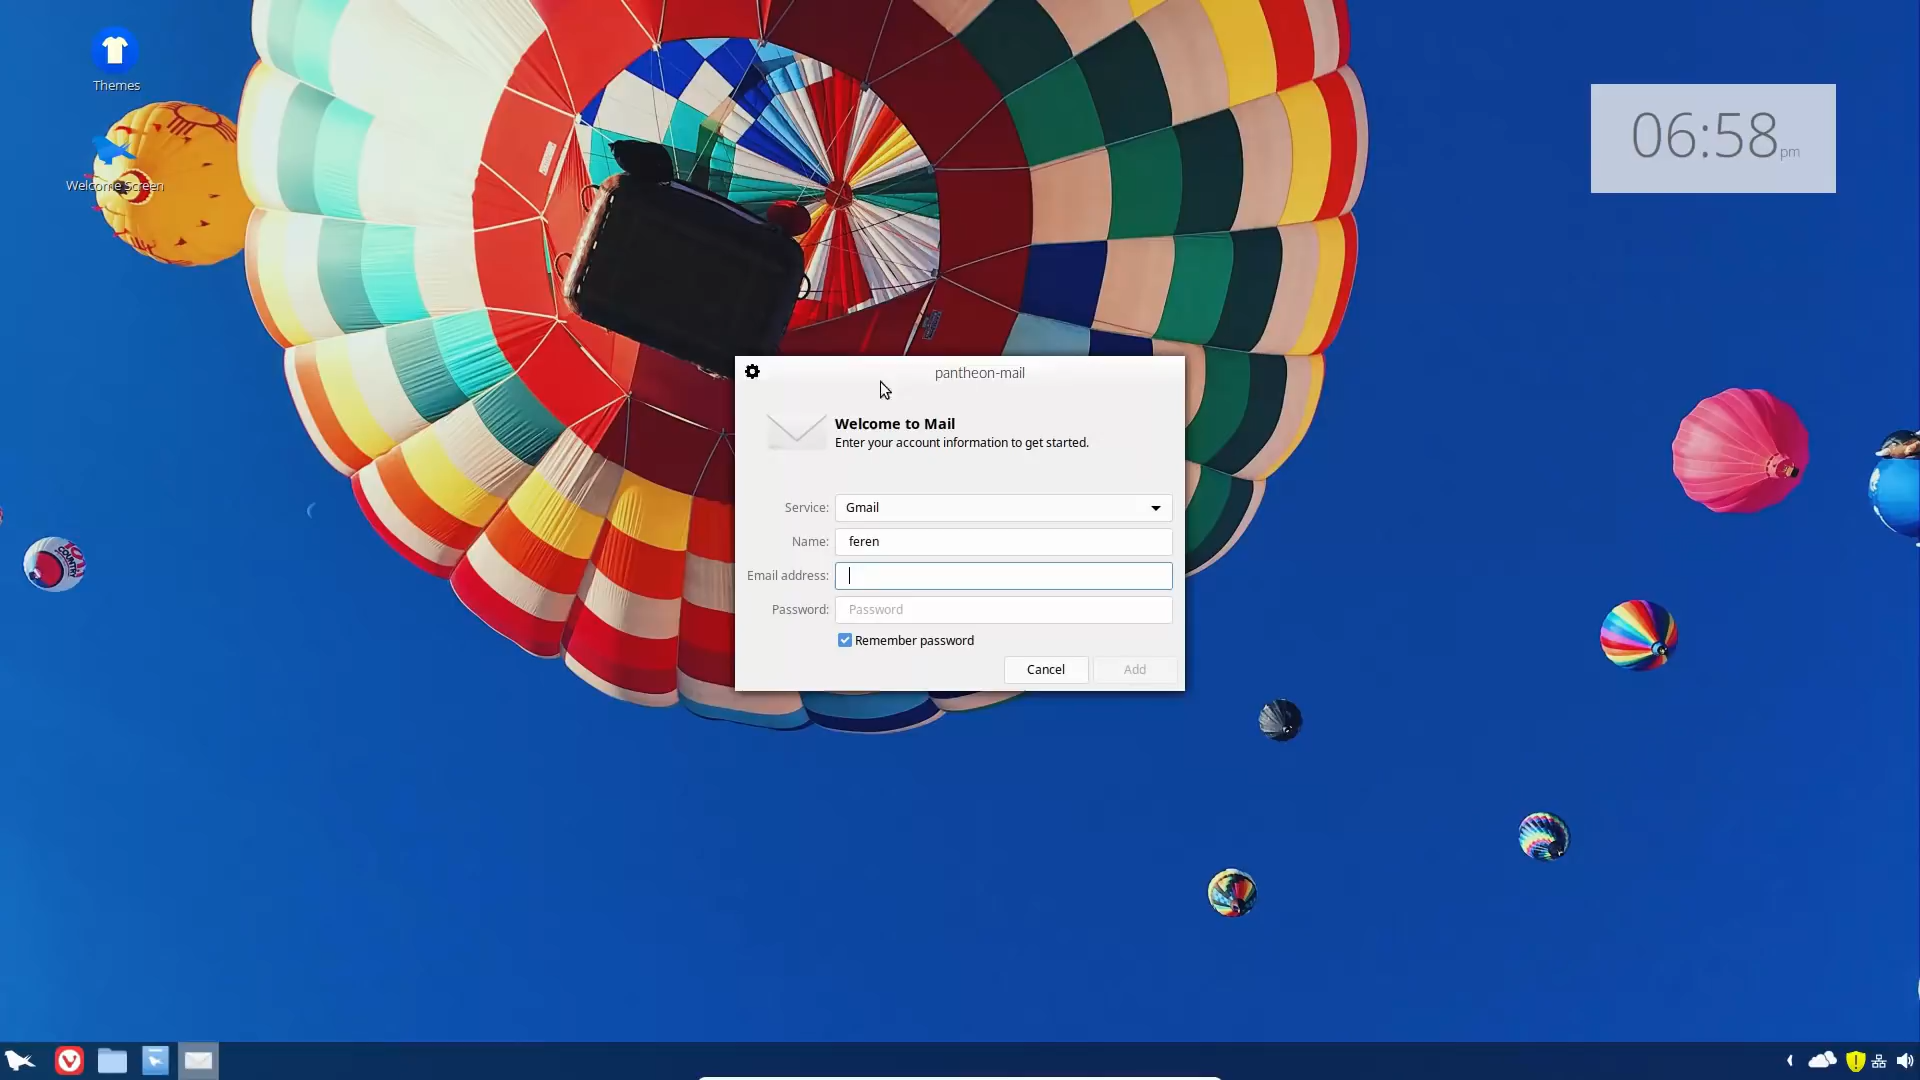 Themes
Welcome Screen
06:58pm
pantheon-mail
Welcome to Mail
Enter your account information to get started.
Service: Gmail
Name: feren
Email address:
Password: Password
Remember password
Cancel Add